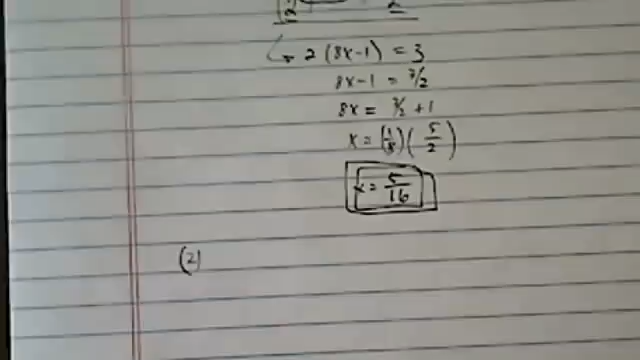 2 (8x-1) = 3
8x-1 = 3/2
8x = 3/2 + 1
x = (1/8)(5/2)
x = 5/16
(2)